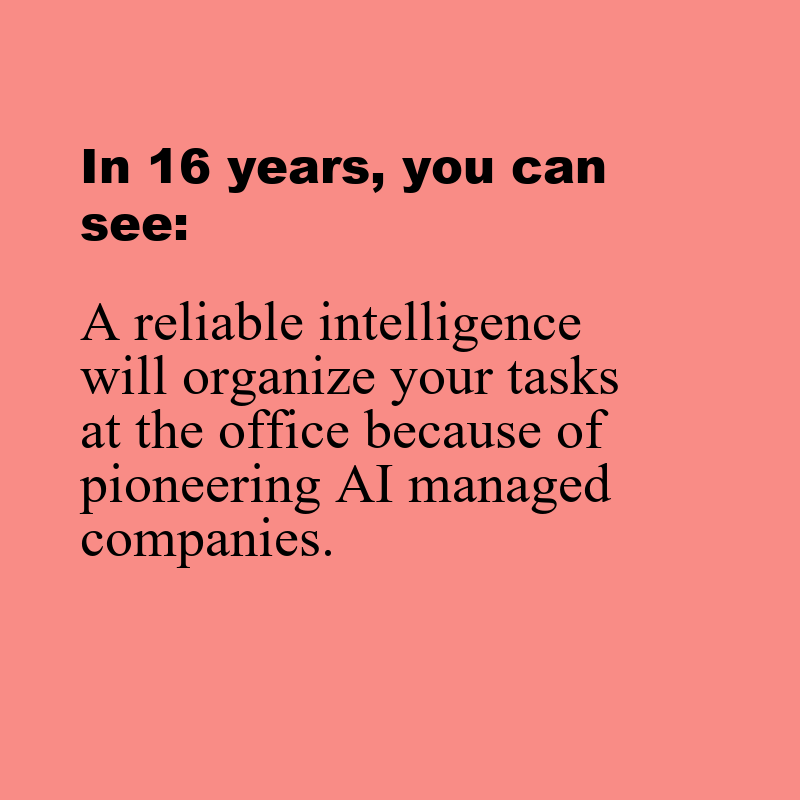 In 16 years, you can
see:
A reliable intelligence
will organize your tasks
at the office because of
pioneering AI managed
companies.